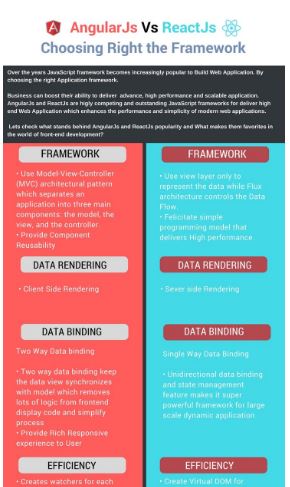 AngularJs Vs ReactJs
Choosing Right the Framework
Over the years JavaScript framework becomes increasingly popular to Build Web Application. By
choosing the right Application Framework.
Business can boost their ability to deliver advance, high performance and scalable application.
AngularJs and ReactJs are higly competing and outstanding JavaScript frameworks for deliver high
end Web Application which enhances the performance and simplicity of modern web applications.
Lets check what stands behind AngularJs and ReactJs popularity and What makes them favorites in
the world of front-end development?
FRAMEWORK
• Use Model-View-Controller
(MVC) architectural pattern
which separates an
application into three main
components: the model, the
view, and the controller.
• Provide Component
Reusability
DATA RENDERING
• Client Side Rendering
DATA BINDING
Two Way Data binding
• Two way data binding keep
the data view synchronizes
with model which removes
lots of logic from frontend
display code and simplify
process
• Provide Rich Responsive
experience to User
EFFICIENCY
• Creates watchers for each
FRAMEWORK
• Use view layer only to
represent the data while Flux
architecture controls the Data
Flow.
• Felicitate simple
programming model that
delivers High performance.
DATA RENDERING
• Sever side Rendering
DATA BINDING
Single Way Data Binding
• Unidirectional data binding
and state management
feature makes it super
powerful framework for large
scale dynamic application
EFFICIENCY
• Create Virtual DOM for